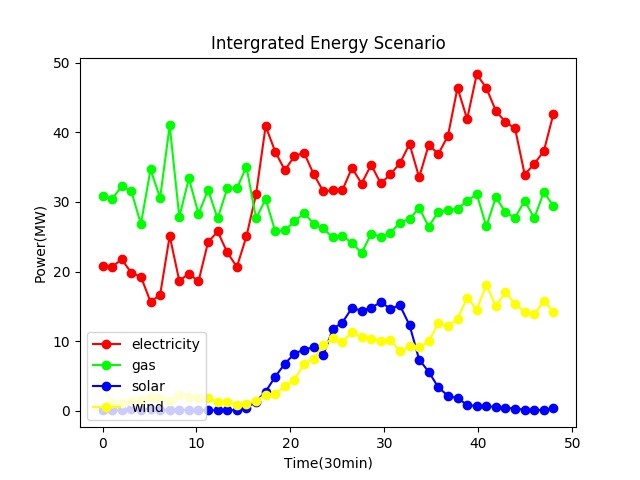 Intergrated Energy Scenario
50
40
30
20
10
0
Power(MW)
electricity
gas
solar
wind
0 10 20 30 40 50
Time(30min)